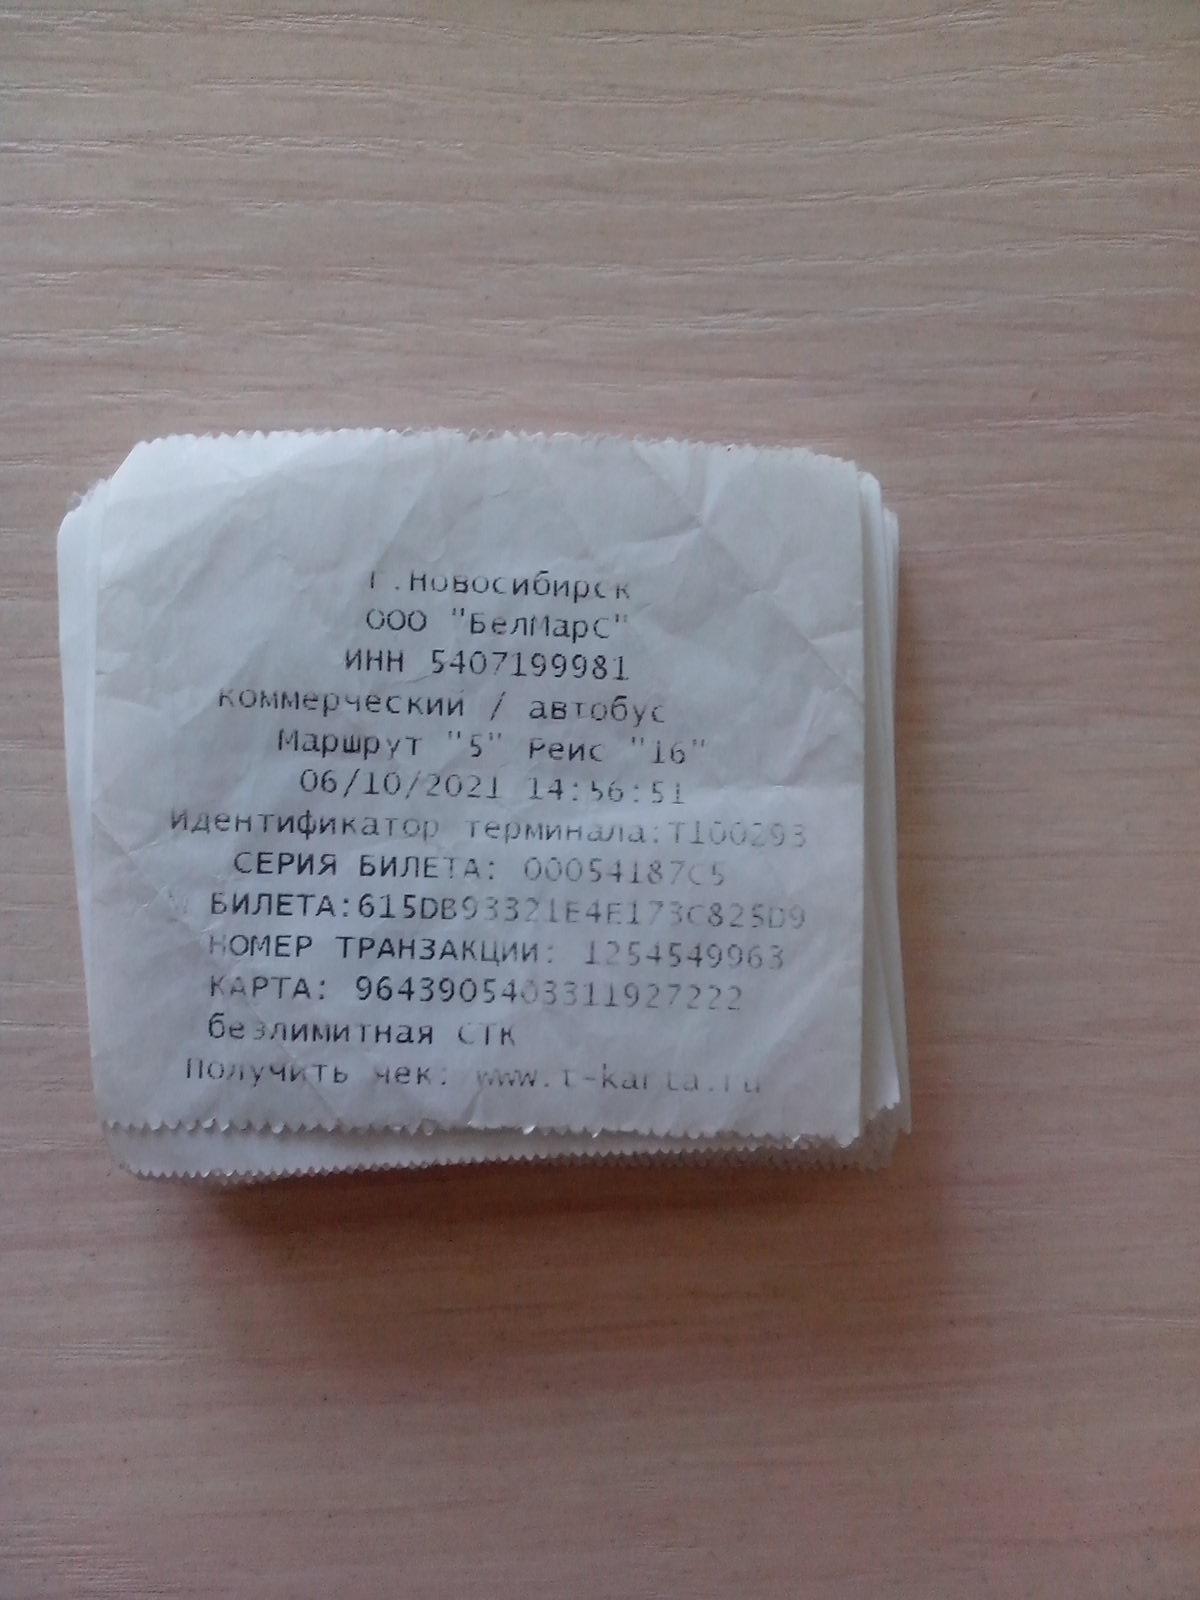 г.Новосибирск
ООО "БелМарС"
ИНН 5407199981
коммерческий / автобус
Маршрут "5" Рейс "16"
06/10/2021 14:56:51
Идентификатор терминала:T100293
СЕРИЯ БИЛЕТА: 00054187C5
№ БИЛЕТА:615DB93321E4E173C825D9
НОМЕР ТРАНЗАКЦИИ: 1254549963
КАРТА: 9643905403311927222
безлимитная СТК
Получить чек: www.t-karta.ru